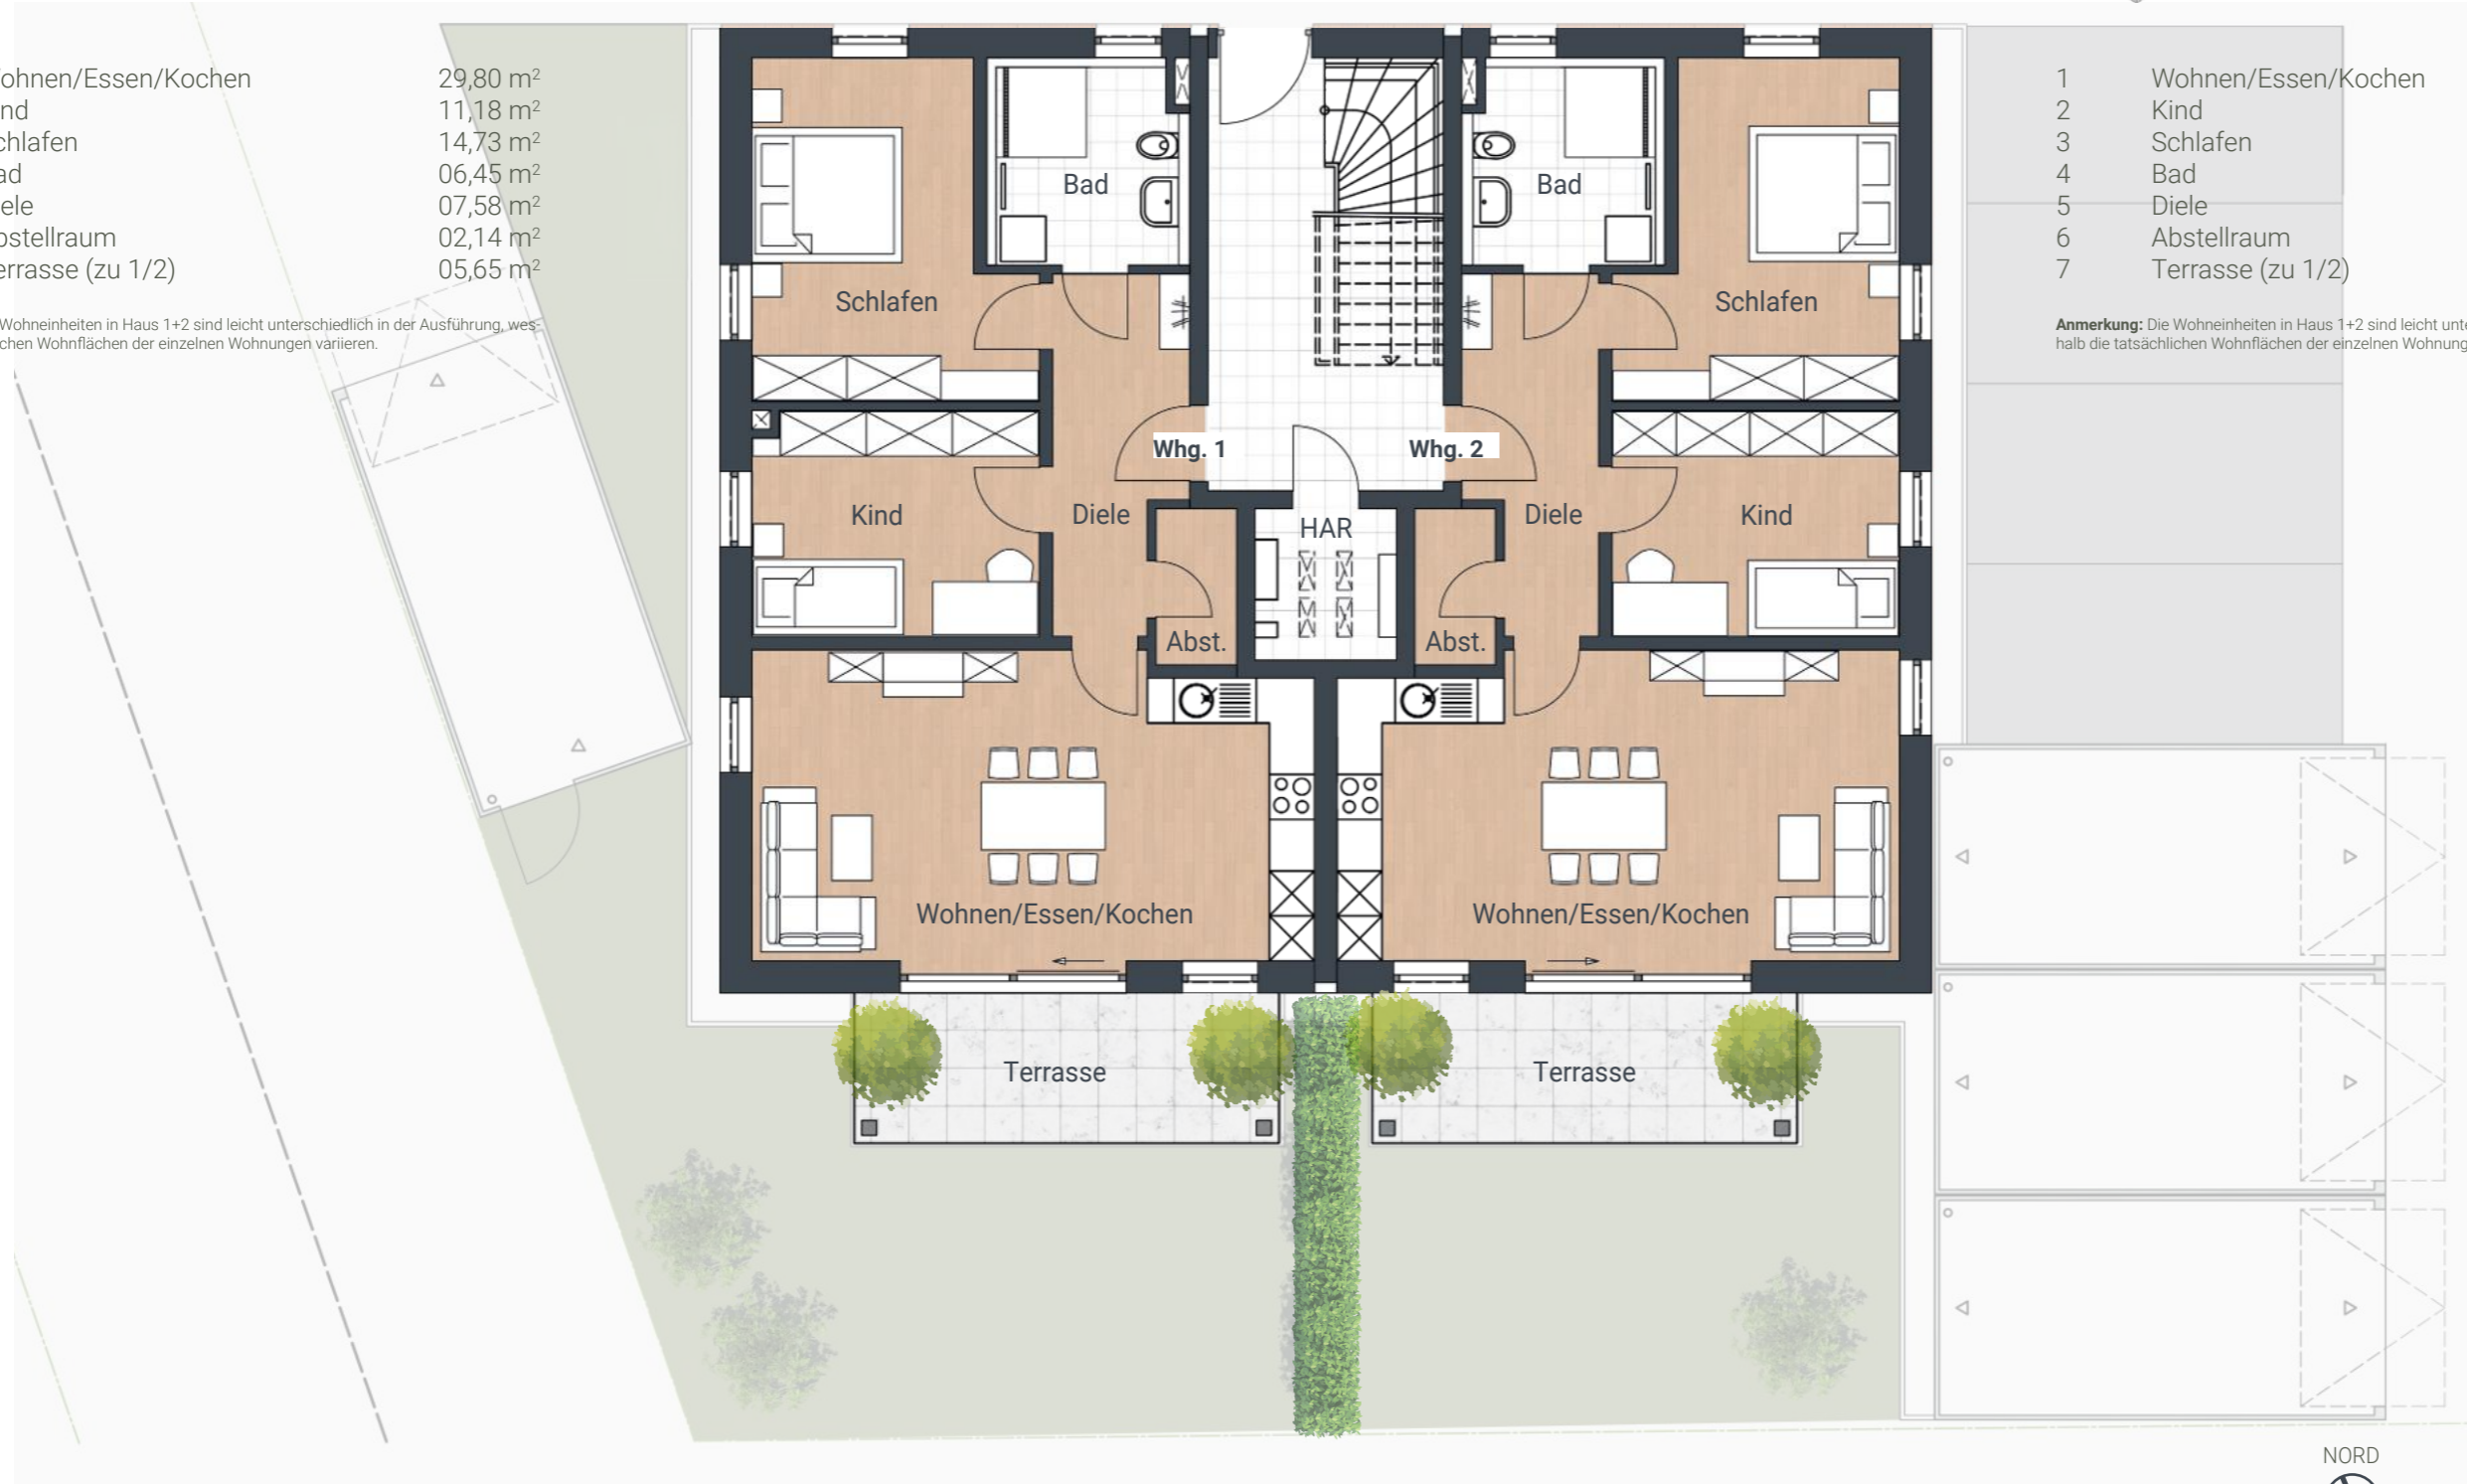 ohnen/Essen/Kochen 29,80 m²
nd 11,18 m²
chlafen 14,73 m²
ad 06,45 m²
ele 07,58 m²
bstellraum 02,14 m²
errasse (zu 1/2) 05,65 m²
Wohneinheiten in Haus 1+2 sind leicht unterschiedlich in der Ausführung, wes-
chen Wohnflächen der einzelnen Wohnungen variieren.
1 Wohnen/Essen/Kochen
2 Kind
3 Schlafen
4 Bad
5 Diele
6 Abstellraum
7 Terrasse (zu 1/2)
Anmerkung: Die Wohneinheiten in Haus 1+2 sind leicht unte
halb die tatsächlichen Wohnflächen der einzelnen Wohnung
Bad
Bad
Schlafen
Schlafen
Whg. 1
Whg. 2
Kind
Diele
HAR
Diele
Kind
Abst.
Abst.
Wohnen/Essen/Kochen
Wohnen/Essen/Kochen
Terrasse
Terrasse
NORD